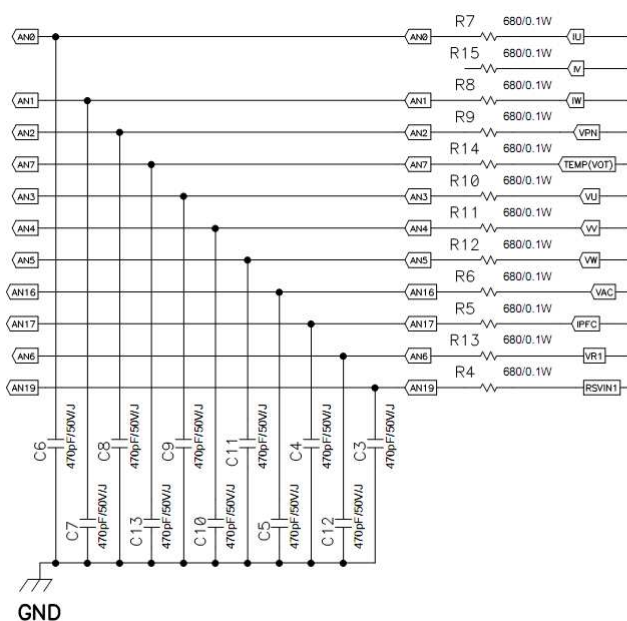 R7 680/0.1W
AN0 AN0 IU
R15 680/0.1W
IV
R8 680/0.1W
AN1 AN1 IW
R9 680/0.1W
AN2 AN2 VPN
R14 680/0.1W
AN7 AN7 TEMP(VOT)
R10 680/0.1W
AN3 AN3 VU
R11 680/0.1W
AN4 AN4 VV
R12 680/0.1W
AN5 AN5 VW
R6 680/0.1W
AN16 AN16 VAC
R5 680/0.1W
AN17 AN17 IPFC
R13 680/0.1W
AN6 AN6 VR1
R4 680/0.1W
AN19 AN19 RSVIN1
C6 470pF/50V/J
C8 470pF/50V/J
C9 470pF/50V/J
C11 470pF/50V/J
C4 470pF/50V/J
C3 470pF/50V/J
C7 470pF/50V/J
C13 470pF/50V/J
C10 470pF/50V/J
C5 470pF/50V/J
C12 470pF/50V/J
GND